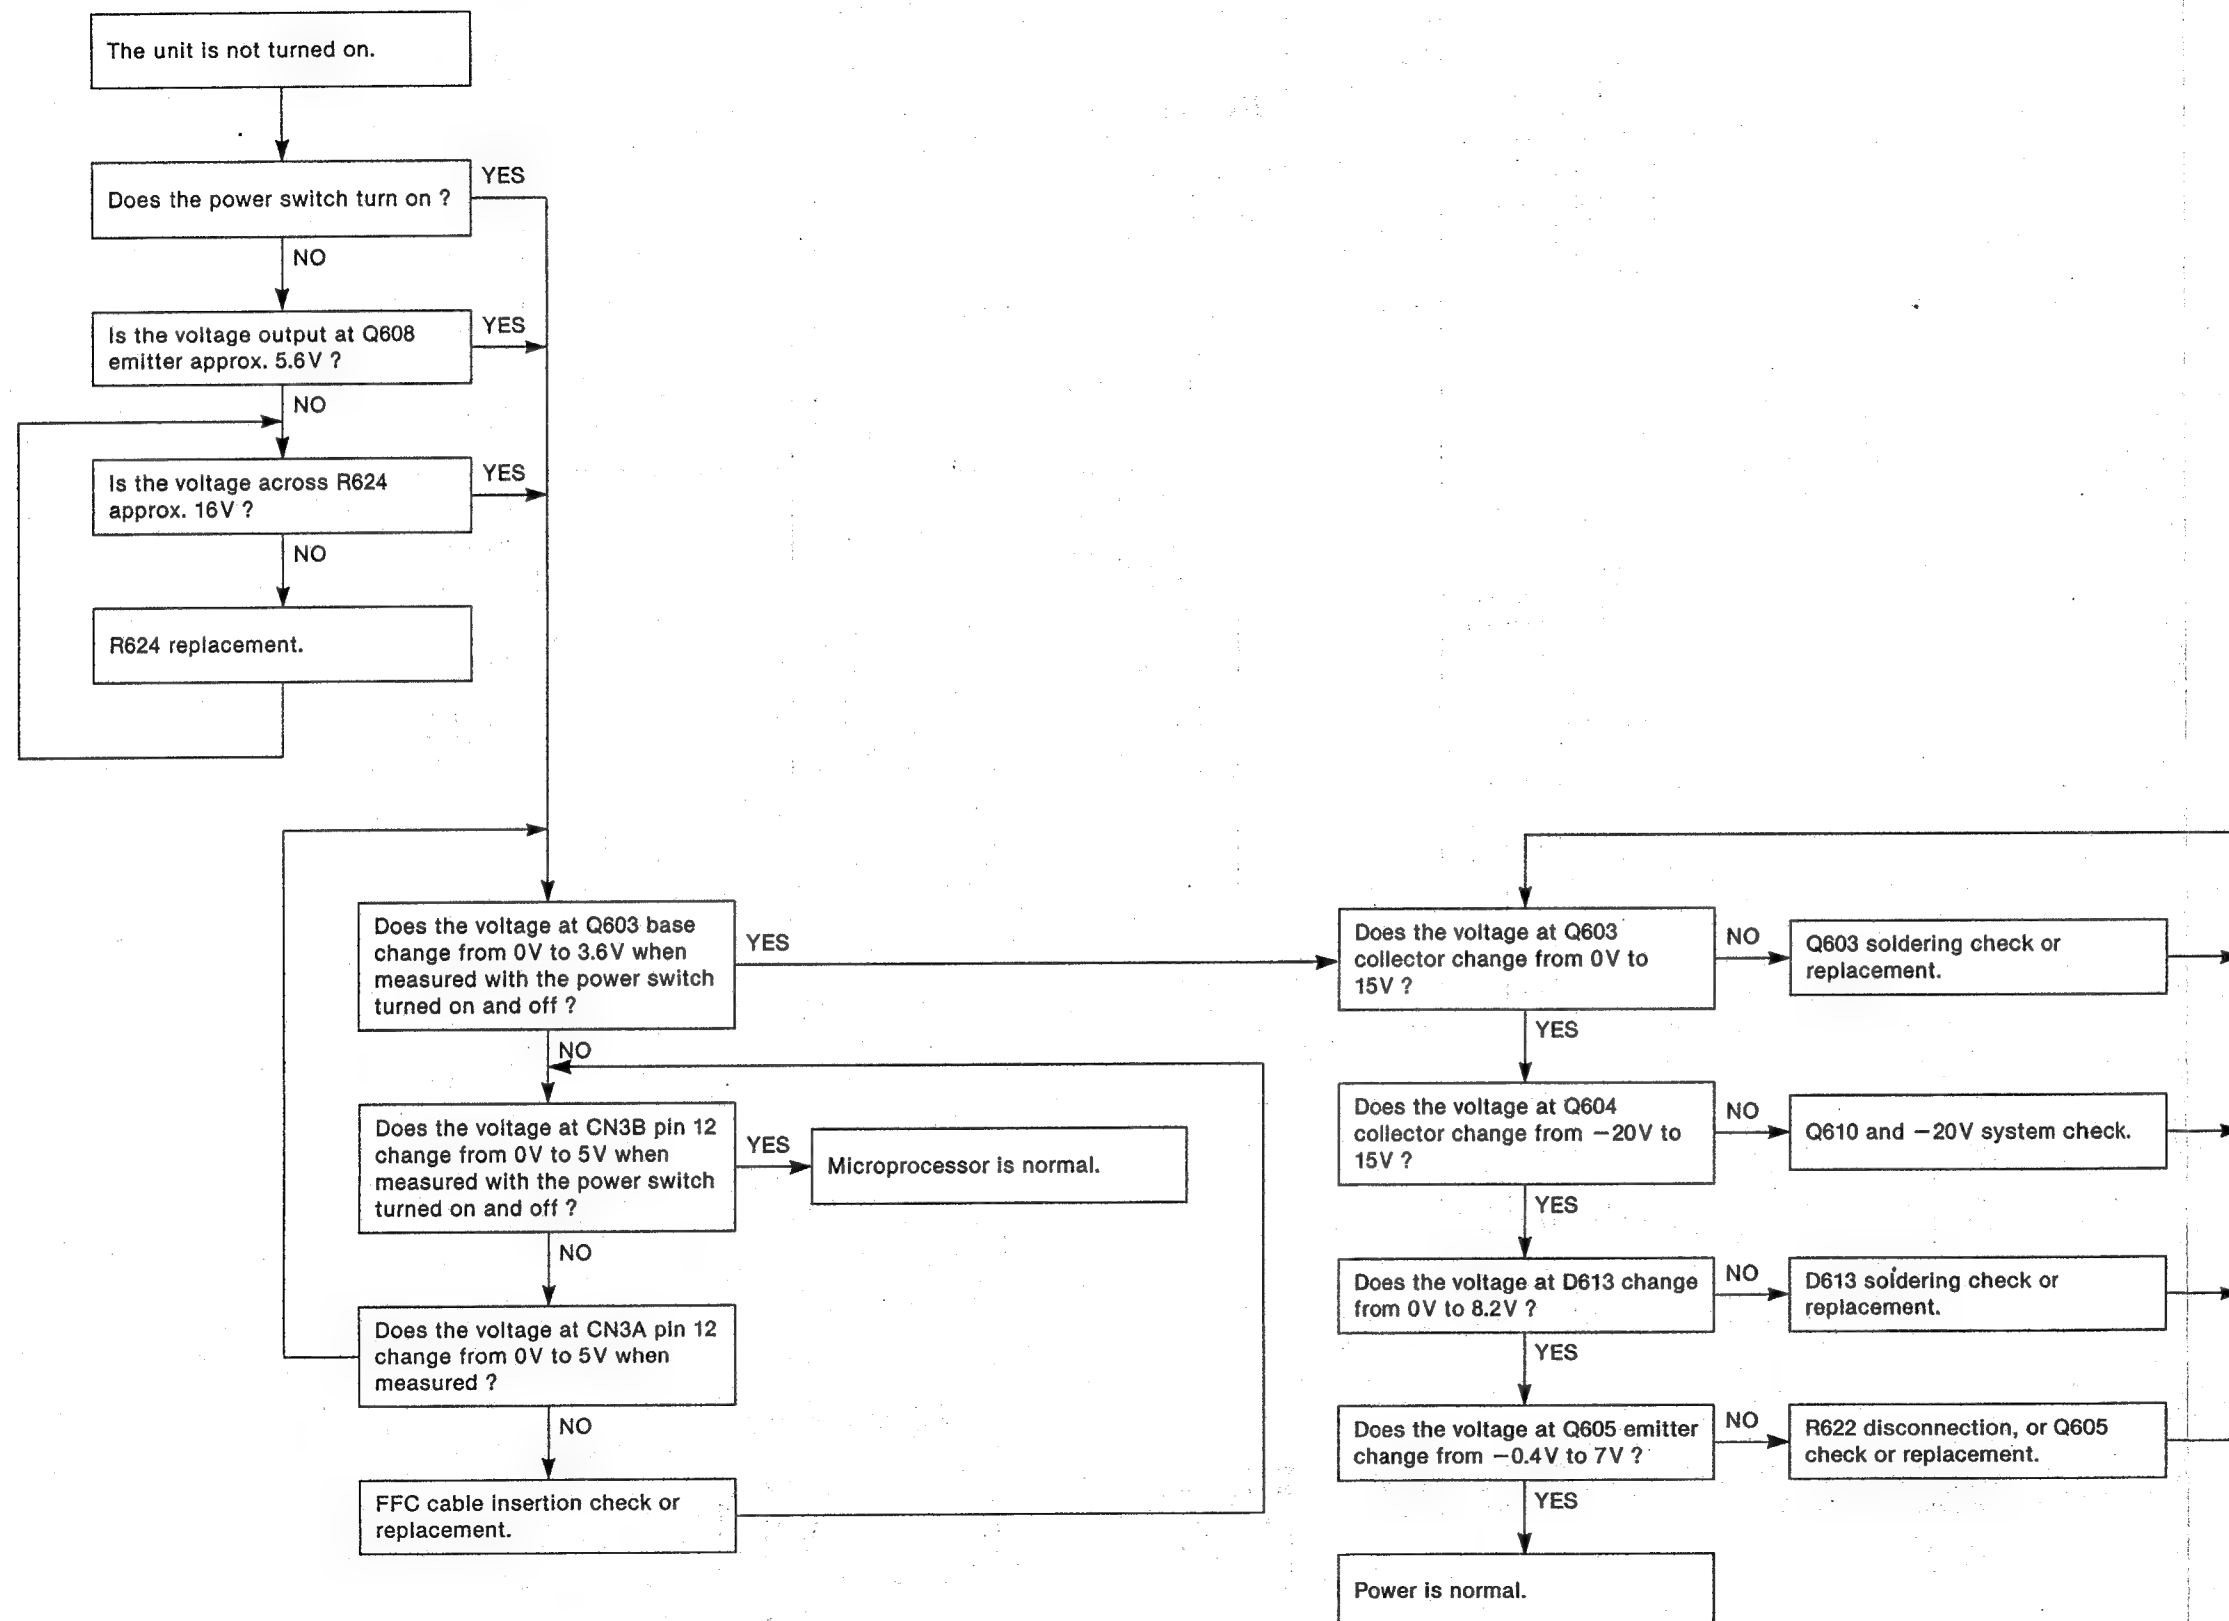 The unit is not turned on.
Does the power switch turn on ?
YES
NO
Is the voltage output at Q608
emitter approx. 5.6V ?
YES
NO
Is the voltage across R624
approx. 16V ?
YES
NO
R624 replacement.
Does the voltage at Q603 base
change from 0V to 3.6V when
measured with the power switch
turned on and off ?
YES
NO
Does the voltage at CN3B pin 12
change from 0V to 5V when
measured with the power switch
turned on and off ?
YES
Microprocessor is normal.
NO
Does the voltage at CN3A pin 12
change from 0V to 5V when
measured ?
NO
FFC cable insertion check or
replacement.
Does the voltage at Q603
collector change from 0V to
15V ?
NO
Q603 soldering check or
replacement.
YES
Does the voltage at Q604
collector change from −20V to
15V ?
NO
Q610 and −20V system check.
YES
Does the voltage at D613 change
from 0V to 8.2V ?
NO
D613 soldering check or
replacement.
YES
Does the voltage at Q605 emitter
change from −0.4V to 7V ?
NO
R622 disconnection, or Q605
check or replacement.
YES
Power is normal.